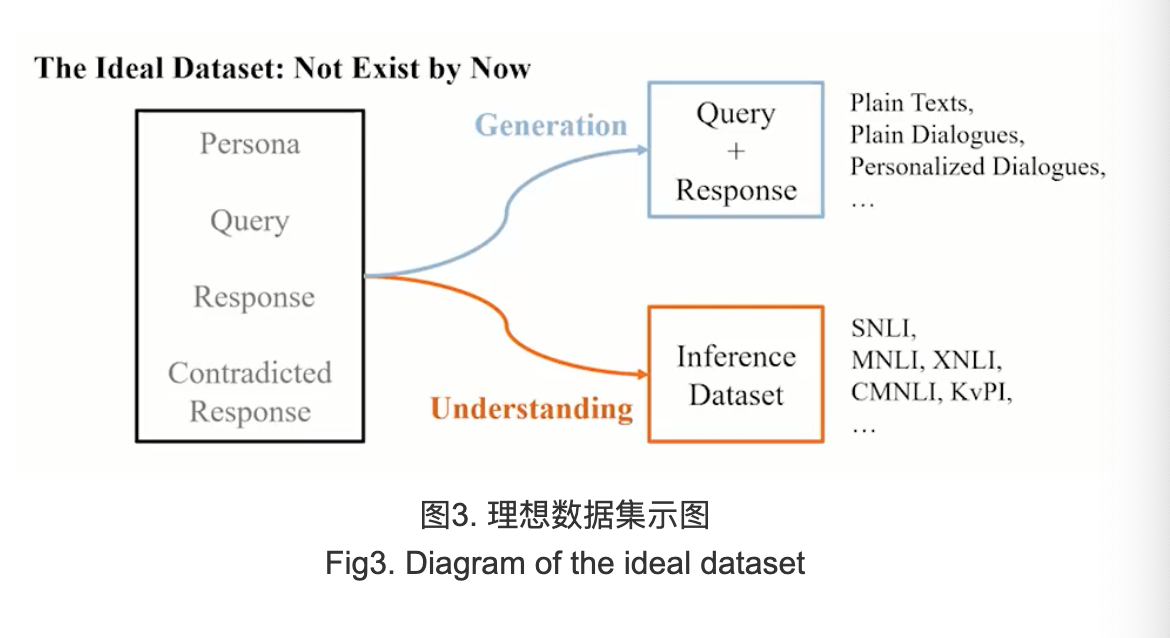 The Ideal Dataset: Not Exist by Now
Persona
Query
Response
Contradicted
Response
Generation
Query
+
Response
Plain Texts,
Plain Dialogues,
Personalized Dialogues,
…
Understanding
Inference
Dataset
SNLI,
MNLI, XNLI,
CMNLI, KvPI,
…
图3. 理想数据集示图
Fig3. Diagram of the ideal dataset